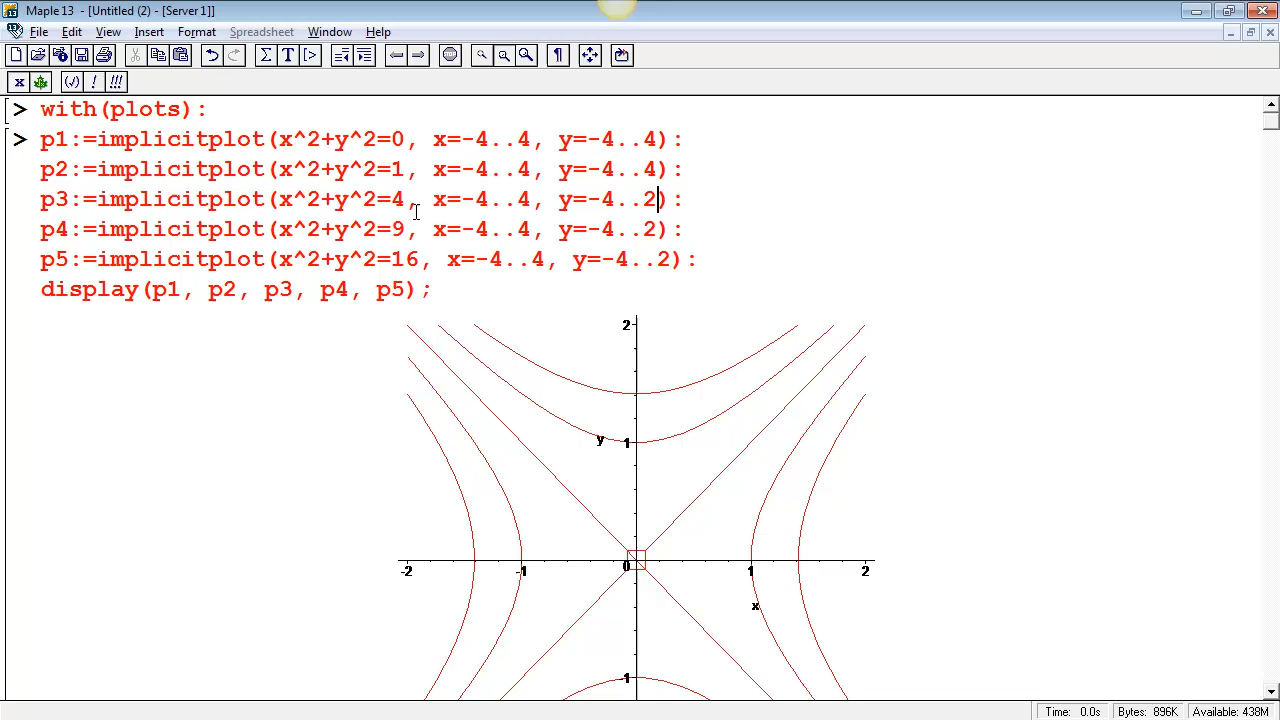 Maple 13 - [Untitled (2) - [Server 1]]
File Edit View Insert Format Spreadsheet Window Help
> with(plots):
> p1:=implicitplot(x^2+y^2=0, x=-4..4, y=-4..4):
p2:=implicitplot(x^2+y^2=1, x=-4..4, y=-4..4):
p3:=implicitplot(x^2+y^2=4, x=-4..4, y=-4..2):
p4:=implicitplot(x^2+y^2=9, x=-4..4, y=-4..2):
p5:=implicitplot(x^2+y^2=16, x=-4..4, y=-4..2):
display(p1, p2, p3, p4, p5);
2
y 1
-2 -1 0 1 2
x
1
Time: 0.0s Bytes: 896K Available: 438M